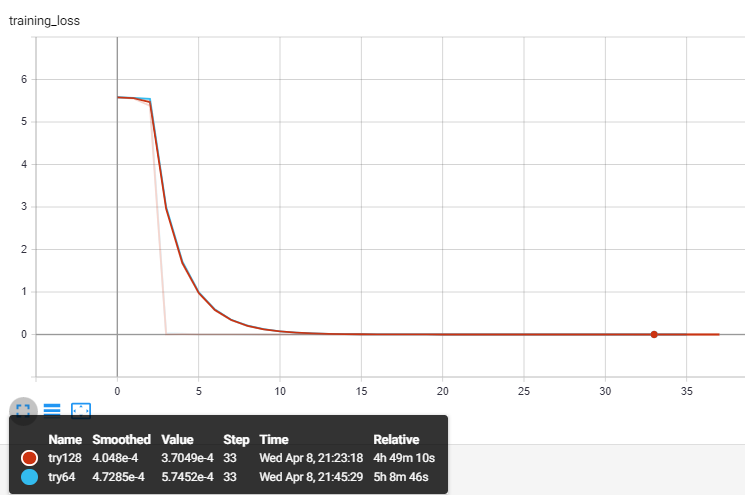 training_loss
6
5
4
3
2
1
0
0 5 10 15 20 25 30 35
Name Smoothed Value Step Time Relative
try128 4.048e-4 3.7049e-4 33 Wed Apr 8, 21:23:18 4h 49m 10s
try64 4.7285e-4 5.7452e-4 33 Wed Apr 8, 21:45:29 5h 8m 46s